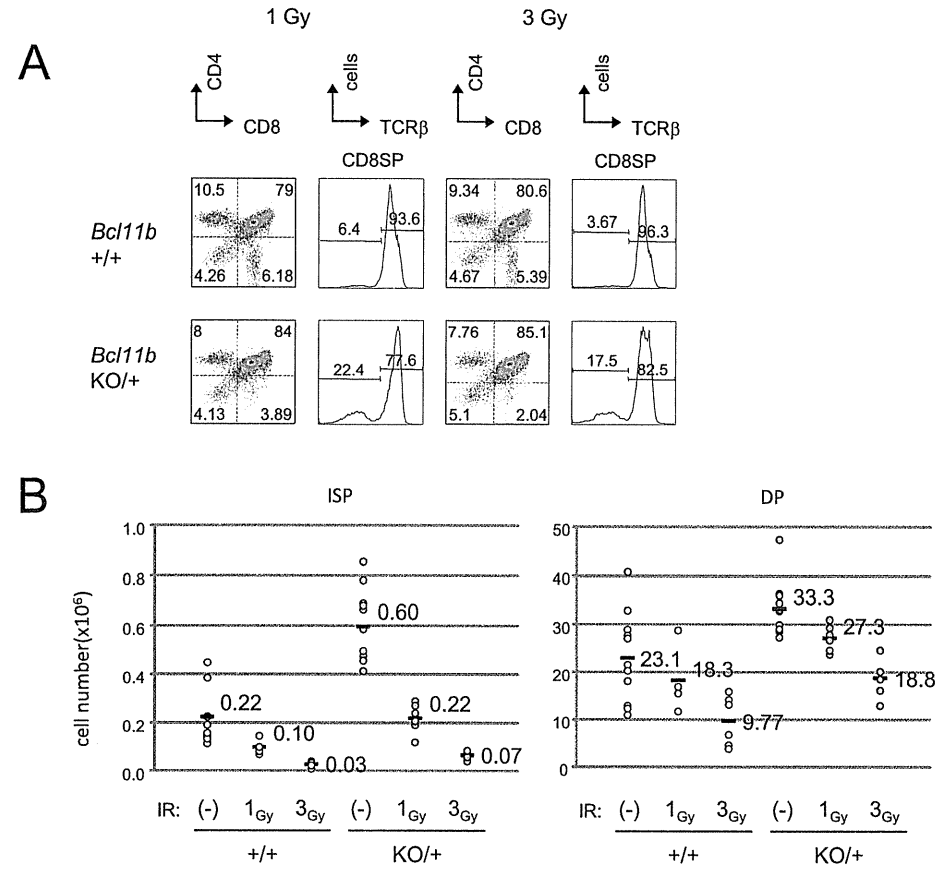 1 Gy 3 Gy
A
CD4 cells CD4 cells
CD8 TCRβ CD8 TCRβ
CD8SP CD8SP
Bcl11b +/+
10.5 79 4.26 6.18
6.4 93.6
9.34 80.6 4.67 5.39
3.67 96.3
Bcl11b KO/+
8 84 4.13 3.89
22.4 77.6
7.76 85.1 5.1 2.04
17.5 82.5
B
ISP
cell number(x10⁶)
1.0
0.8
0.6
0.4
0.2
0.0
0.22 0.10 0.03 0.60 0.22 0.07
IR: (-) 1Gy 3Gy (-) 1Gy 3Gy
+/+ KO/+
DP
50
40
30
20
10
0
23.1 18.3 9.77 33.3 27.3 18.8
IR: (-) 1Gy 3Gy (-) 1Gy 3Gy
+/+ KO/+